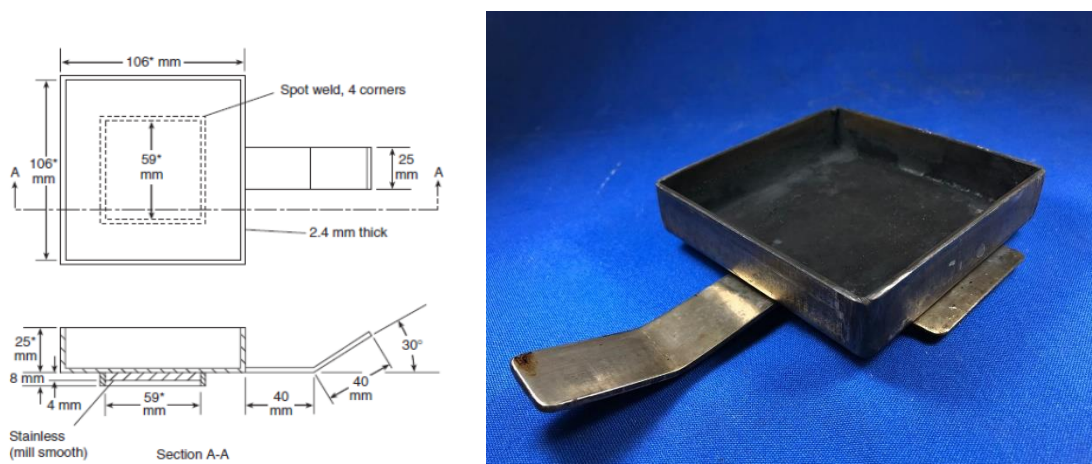 106* mm
Spot weld, 4 corners
59*
mm
106*
mm
25
mm
A
A
2.4 mm thick
25*
mm
8 mm
4 mm
59*
mm
40
mm
40
mm
30°
Stainless
(mill smooth)
Section A-A